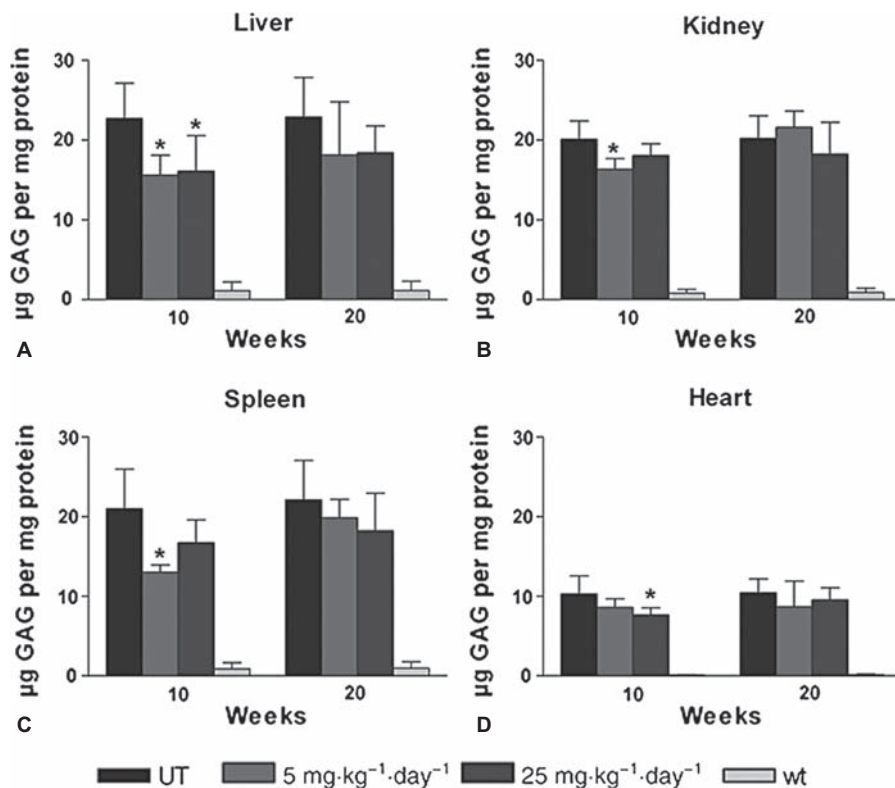 Liver
µg GAG per mg protein
30
20
10
0
*
*
10
20
Weeks
A
Kidney
µg GAG per mg protein
30
20
10
0
*
10
20
Weeks
B
Spleen
µg GAG per mg protein
30
20
10
0
*
10
20
Weeks
C
Heart
µg GAG per mg protein
30
20
10
0
*
10
20
Weeks
D
UT
5 mg·kg⁻¹·day⁻¹
25 mg·kg⁻¹·day⁻¹
wt